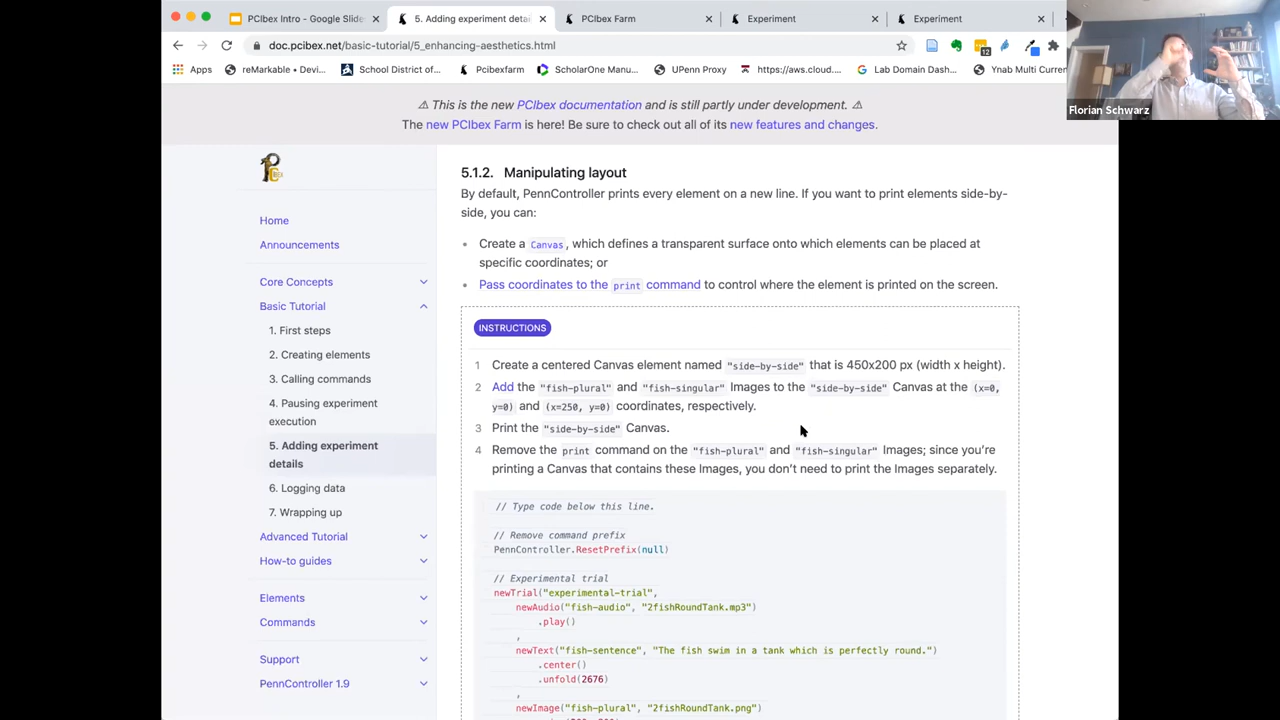 PCIbex Intro - Google Slide
5. Adding experiment deta
PCIbex Farm
Experiment
Experiment
doc.pcibex.net/basic-tutorial/5_enhancing-aesthetics.html
12
Apps
reMarkable • Devi...
School District of...
Pcibexfarm
ScholarOne Manu...
UPenn Proxy
https://aws.cloud....
Lab Domain Dash...
Ynab Multi Curren
Florian Schwarz
⚠ This is the new PCIbex documentation and is still partly under development. ⚠
The new PCIbex Farm is here! Be sure to check out all of its new features and changes.
Home
Announcements
Core Concepts
Basic Tutorial
1. First steps
2. Creating elements
3. Calling commands
4. Pausing experiment
execution
5. Adding experiment
details
6. Logging data
7. Wrapping up
Advanced Tutorial
How-to guides
Elements
Commands
Support
PennController 1.9
5.1.2. Manipulating layout
By default, PennController prints every element on a new line. If you want to print elements side-by-
side, you can:
• Create a Canvas, which defines a transparent surface onto which elements can be placed at
specific coordinates; or
• Pass coordinates to the print command to control where the element is printed on the screen.
INSTRUCTIONS
1 Create a centered Canvas element named "side-by-side" that is 450x200 px (width x height).
2 Add the "fish-plural" and "fish-singular" Images to the "side-by-side" Canvas at the (x=0,
y=0) and (x=250, y=0) coordinates, respectively.
3 Print the "side-by-side" Canvas.
4 Remove the print command on the "fish-plural" and "fish-singular" Images; since you're
printing a Canvas that contains these Images, you don't need to print the Images separately.
// Type code below this line.
// Remove command prefix
PennController.ResetPrefix(null)
// Experimental trial
newTrial("experimental-trial",
newAudio("fish-audio", "2fishRoundTank.mp3")
.play()
,
newText("fish-sentence", "The fish swim in a tank which is perfectly round.")
.center()
.unfold(2676)
,
newImage("fish-plural", "2fishRoundTank.png")